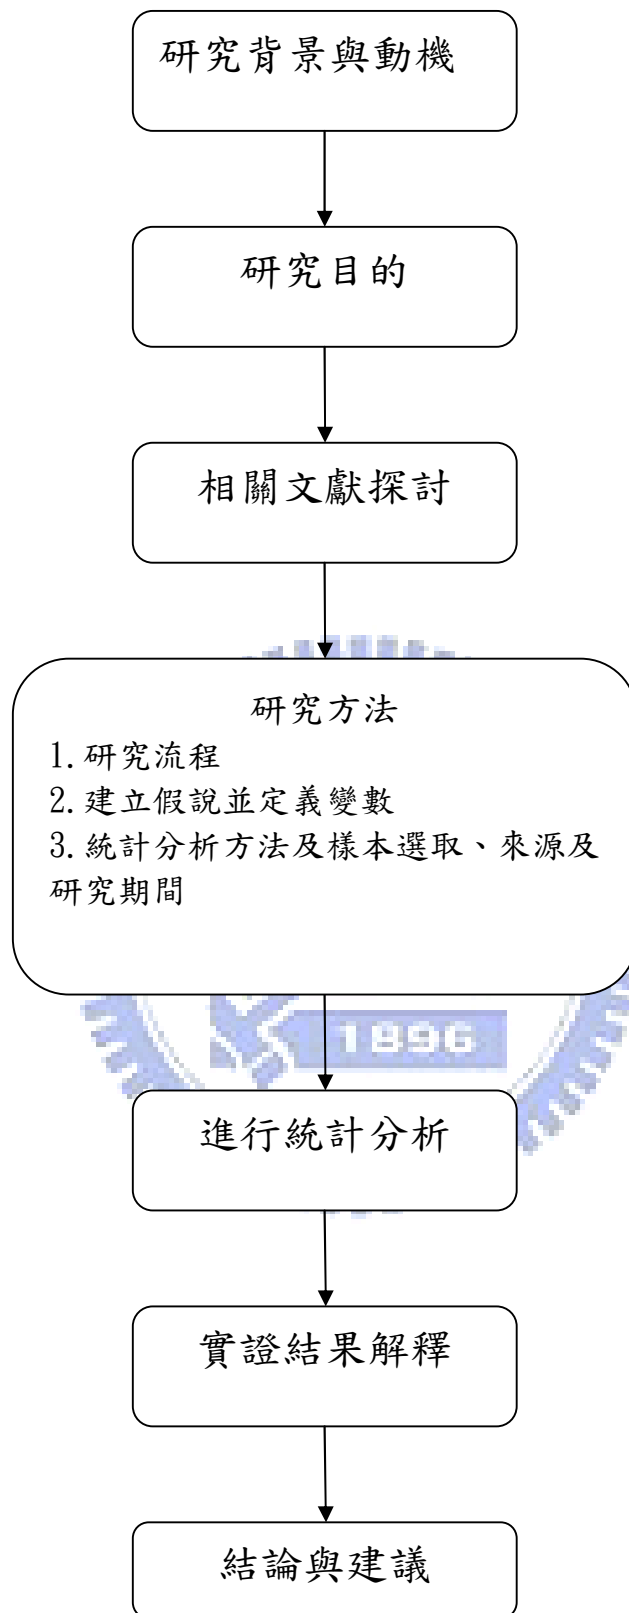 研究背景與動機
研究目的
相關文獻探討
研究方法
1.研究流程
2.建立假說並定義變數
3.統計分析方法及樣本選取、來源及
研究期間
1896
進行統計分析
實證結果解釋
結論與建議